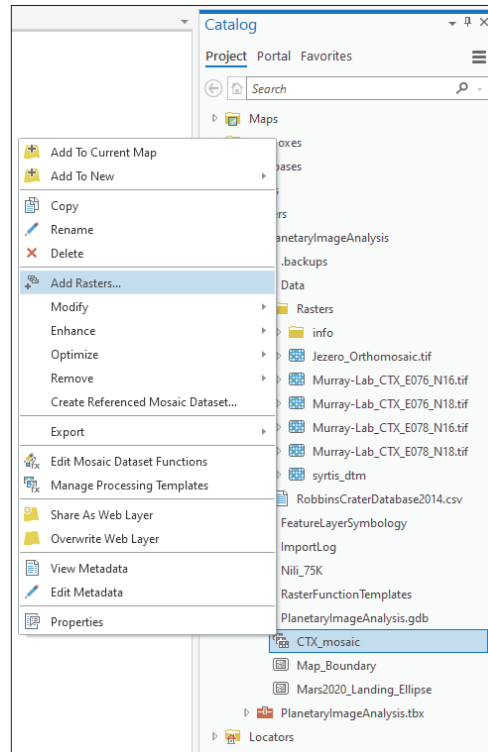 Catalog
Project Portal Favorites
Search
Maps
oxes
Add To Current Map
Add To New
Copy
Rename
Delete
Add Rasters...
Modify
Enhance
Optimize
Remove
Create Referenced Mosaic Dataset...
Export
Edit Mosaic Dataset Functions
Manage Processing Templates
Share As Web Layer
Overwrite Web Layer
View Metadata
Edit Metadata
Properties
bases
s
ers
lanetaryImageAnalysis
.backups
Data
Rasters
info
Jezero_Orthomosaic.tif
Murray-Lab_CTX_E076_N16.tif
Murray-Lab_CTX_E076_N18.tif
Murray-Lab_CTX_E078_N16.tif
Murray-Lab_CTX_E078_N18.tif
syrtis_dtm
RobbinsCraterDatabase2014.csv
FeatureLayerSymbology
ImportLog
Nili_75K
RasterFunctionTemplates
PlanetaryImageAnalysis.gdb
CTX_mosaic
Map_Boundary
Mars2020_Landing_Ellipse
PlanetaryImageAnalysis.tbx
Locators